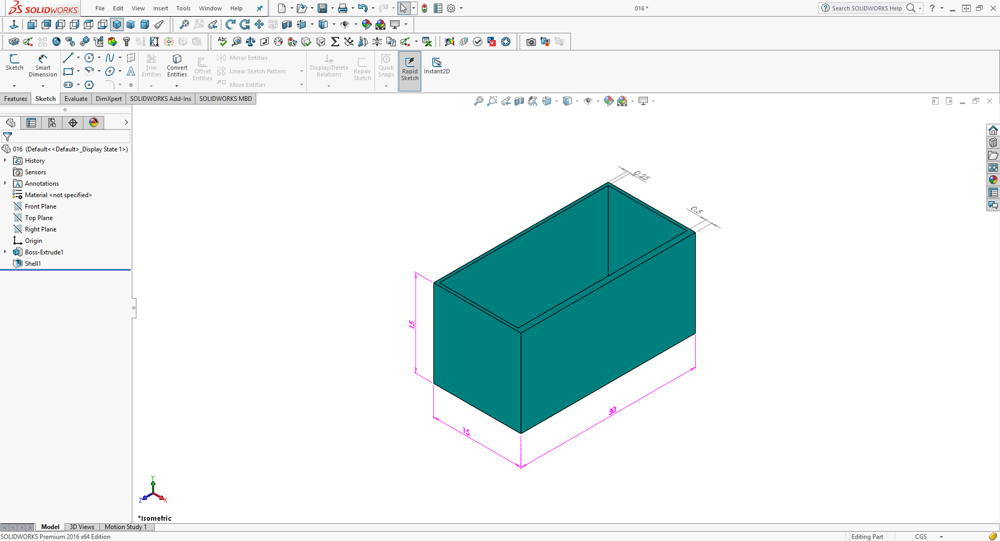 SOLIDWORKS File Edit View Insert Tools Window Help 016 * Search SOLIDWORKS Help
Sketch Smart Dimension Trim Entities Convert Entities Offset Entities Mirror Entities Linear Sketch Pattern Move Entities Display/Delete Relations Repair Sketch Quick Snaps Rapid Sketch Instant2D
Features Sketch Evaluate DimXpert SOLIDWORKS Add-Ins SOLIDWORKS MBD
016 (Default<<Default>_Display State 1>)
History
Sensors
Annotations
Material <not specified>
Front Plane
Top Plane
Right Plane
Origin
Boss-Extrude1
Shell1
0.25
0.5
15
30
15
Y
Z X
*Isometric
Model 3D Views Motion Study 1
SOLIDWORKS Premium 2016 x64 Edition Editing Part CGS